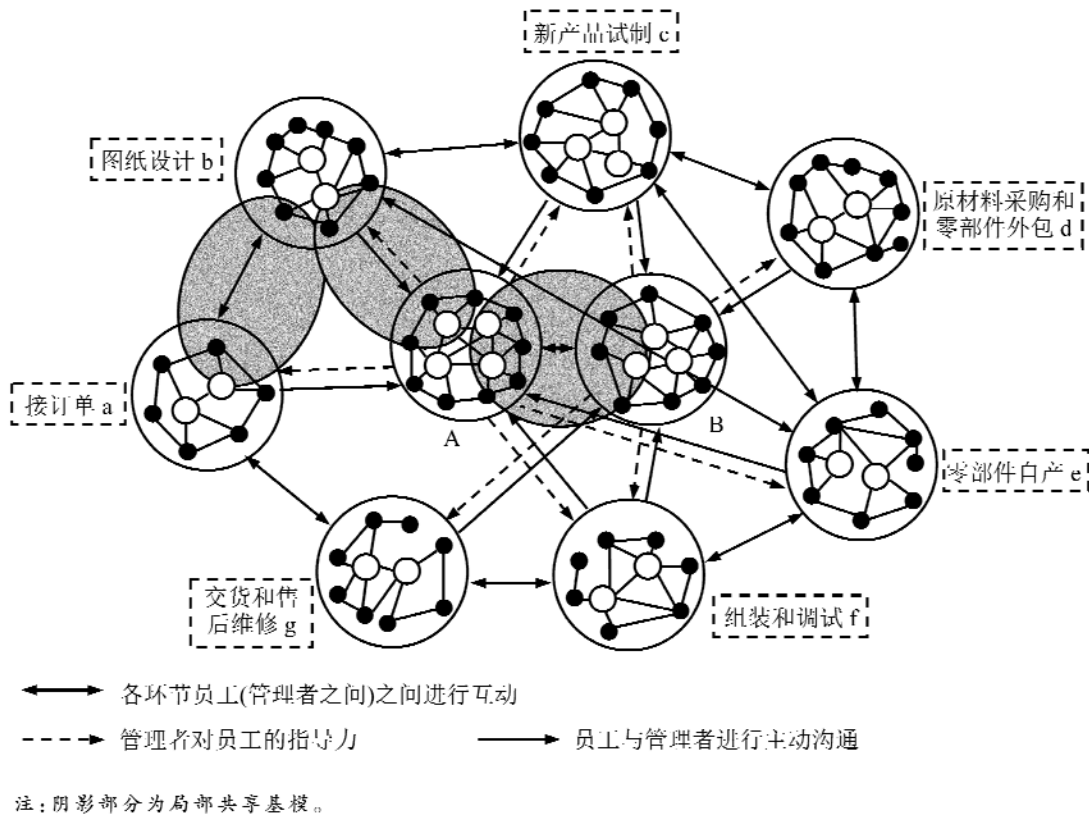 新产品试制 c
图纸设计 b
原材料采购和
零部件外包 d
接订单 a
A
B
零部件自产 e
交货和售
后维修 g
组装和调试 f
各环节员工(管理者之间)之间进行互动
管理者对员工的指导力
员工与管理者进行主动沟通
注:阴影部分为局部共享基模。